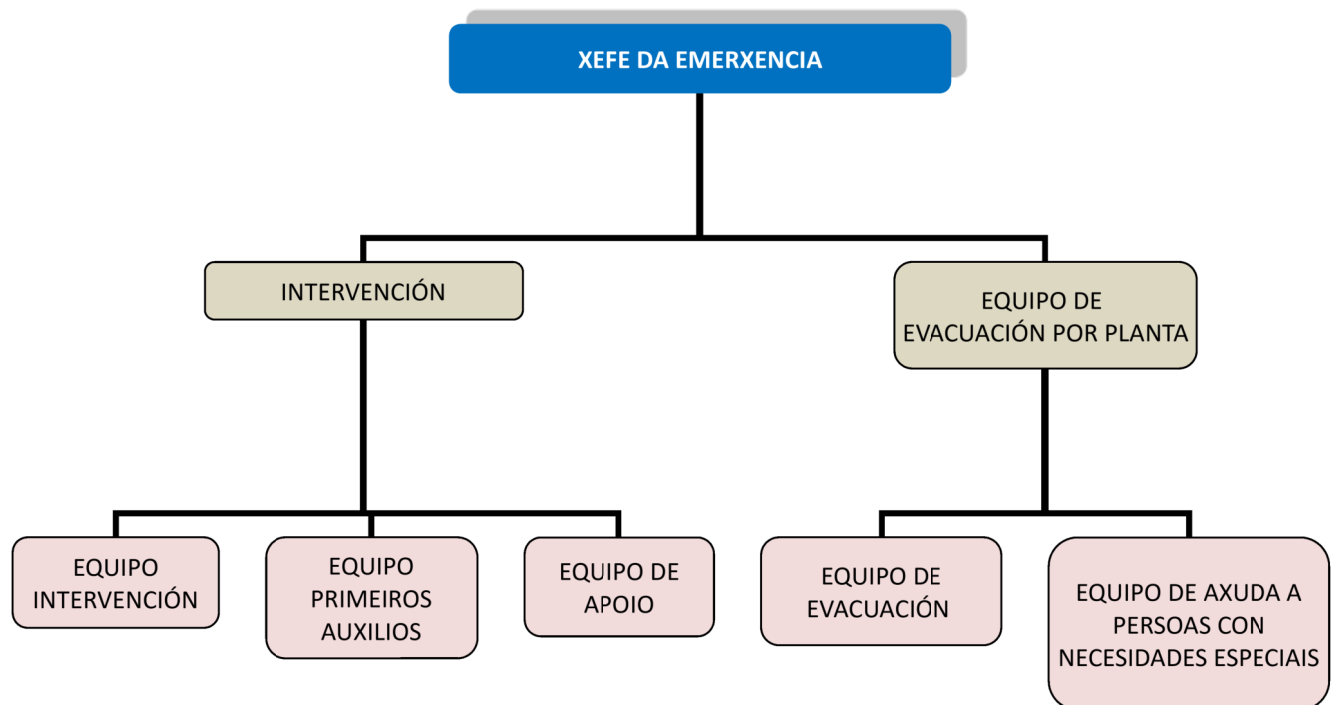 XEFE DA EMERXENCIA
INTERVENCIÓN
EQUIPO DE
EVACUACIÓN POR PLANTA
EQUIPO
INTERVENCIÓN
EQUIPO
PRIMEIROS
AUXILIOS
EQUIPO DE
APOIO
EQUIPO DE
EVACUACIÓN
EQUIPO DE AXUDA A
PERSOAS CON
NECESIDADES ESPECIAIS